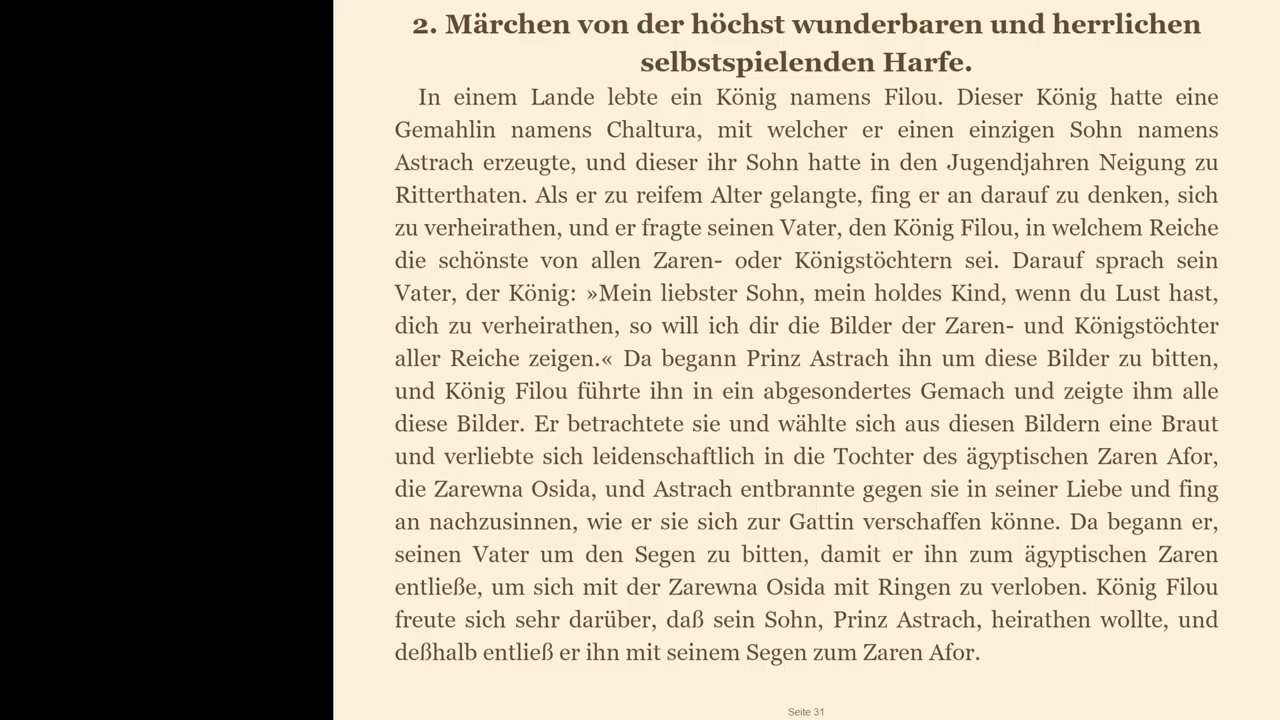 2. Märchen von der höchst wunderbaren und herrlichen
selbstspielenden Harfe.
In einem Lande lebte ein König namens Filou. Dieser König hatte eine
Gemahlin namens Chaltura, mit welcher er einen einzigen Sohn namens
Astrach erzeugte, und dieser ihr Sohn hatte in den Jugendjahren Neigung zu
Ritterthaten. Als er zu reifem Alter gelangte, fing er an darauf zu denken, sich
zu verheirathen, und er fragte seinen Vater, den König Filou, in welchem Reiche
die schönste von allen Zaren- oder Königstöchtern sei. Darauf sprach sein
Vater, der König: »Mein liebster Sohn, mein holdes Kind, wenn du Lust hast,
dich zu verheirathen, so will ich dir die Bilder der Zaren- und Königstöchter
aller Reiche zeigen.« Da begann Prinz Astrach ihn um diese Bilder zu bitten,
und König Filou führte ihn in ein abgesondertes Gemach und zeigte ihm alle
diese Bilder. Er betrachtete sie und wählte sich aus diesen Bildern eine Braut
und verliebte sich leidenschaftlich in die Tochter des ägyptischen Zaren Afor,
die Zarewna Osida, und Astrach entbrannte gegen sie in seiner Liebe und fing
an nachzusinnen, wie er sie sich zur Gattin verschaffen könne. Da begann er,
seinen Vater um den Segen zu bitten, damit er ihn zum ägyptischen Zaren
entließe, um sich mit der Zarewna Osida mit Ringen zu verloben. König Filou
freute sich sehr darüber, daß sein Sohn, Prinz Astrach, heirathen wollte, und
deßhalb entließ er ihn mit seinem Segen zum Zaren Afor.
Seite 31